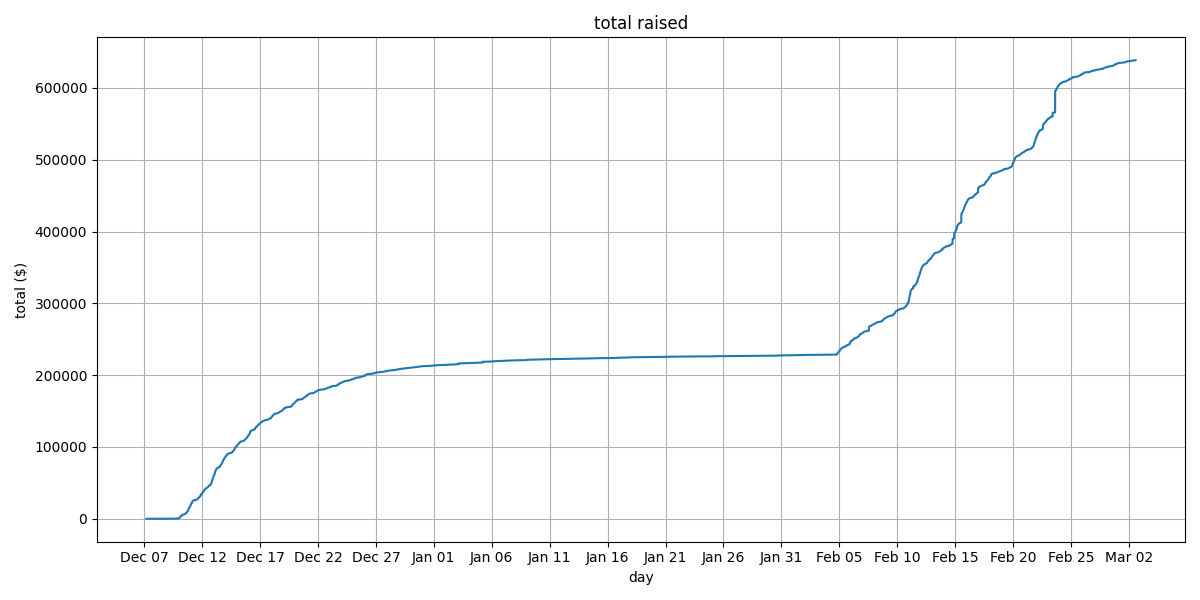 total raised
total ($)
600000
500000
400000
300000
200000
100000
0
Dec 07 Dec 12 Dec 17 Dec 22 Dec 27 Jan 01 Jan 06 Jan 11 Jan 16 Jan 21 Jan 26 Jan 31 Feb 05 Feb 10 Feb 15 Feb 20 Feb 25 Mar 02
day